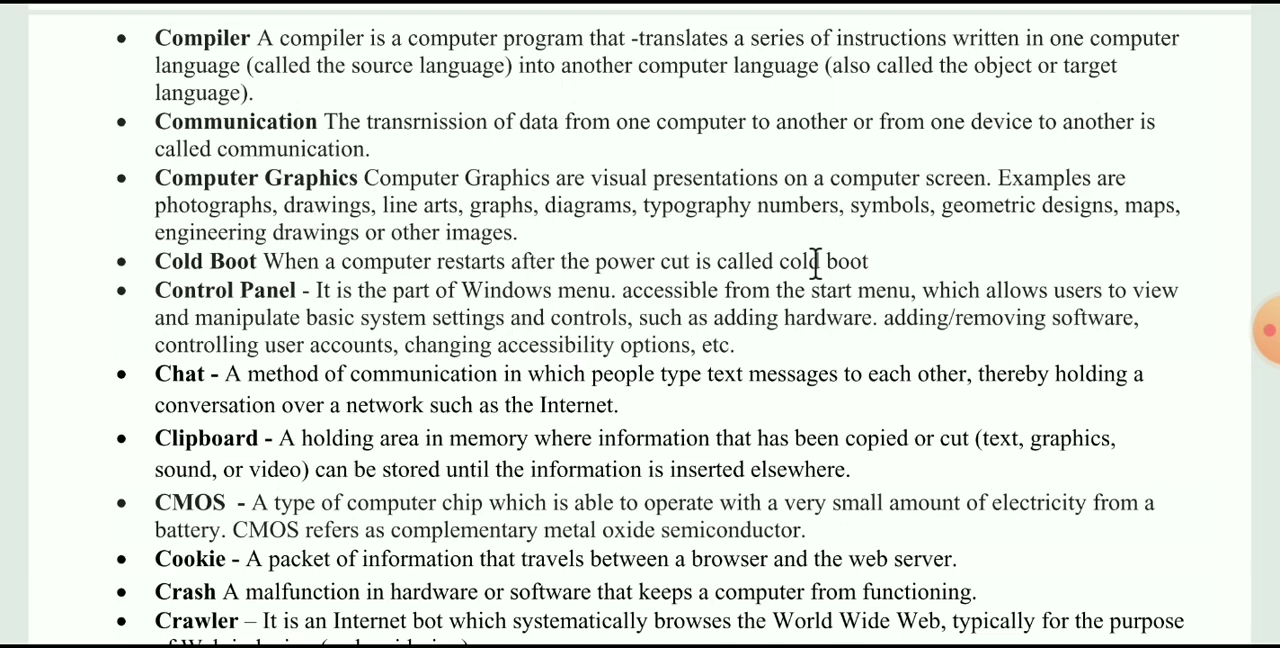 • Compiler A compiler is a computer program that -translates a series of instructions written in one computer
language (called the source language) into another computer language (also called the object or target
language).
• Communication The transrnission of data from one computer to another or from one device to another is
called communication.
• Computer Graphics Computer Graphics are visual presentations on a computer screen. Examples are
photographs, drawings, line arts, graphs, diagrams, typography numbers, symbols, geometric designs, maps,
engineering drawings or other images.
• Cold Boot When a computer restarts after the power cut is called cold boot
• Control Panel - It is the part of Windows menu. accessible from the start menu, which allows users to view
and manipulate basic system settings and controls, such as adding hardware. adding/removing software,
controlling user accounts, changing accessibility options, etc.
• Chat - A method of communication in which people type text messages to each other, thereby holding a
conversation over a network such as the Internet.
• Clipboard - A holding area in memory where information that has been copied or cut (text, graphics,
sound, or video) can be stored until the information is inserted elsewhere.
• CMOS - A type of computer chip which is able to operate with a very small amount of electricity from a
battery. CMOS refers as complementary metal oxide semiconductor.
• Cookie - A packet of information that travels between a browser and the web server.
• Crash A malfunction in hardware or software that keeps a computer from functioning.
• Crawler – It is an Internet bot which systematically browses the World Wide Web, typically for the purpose